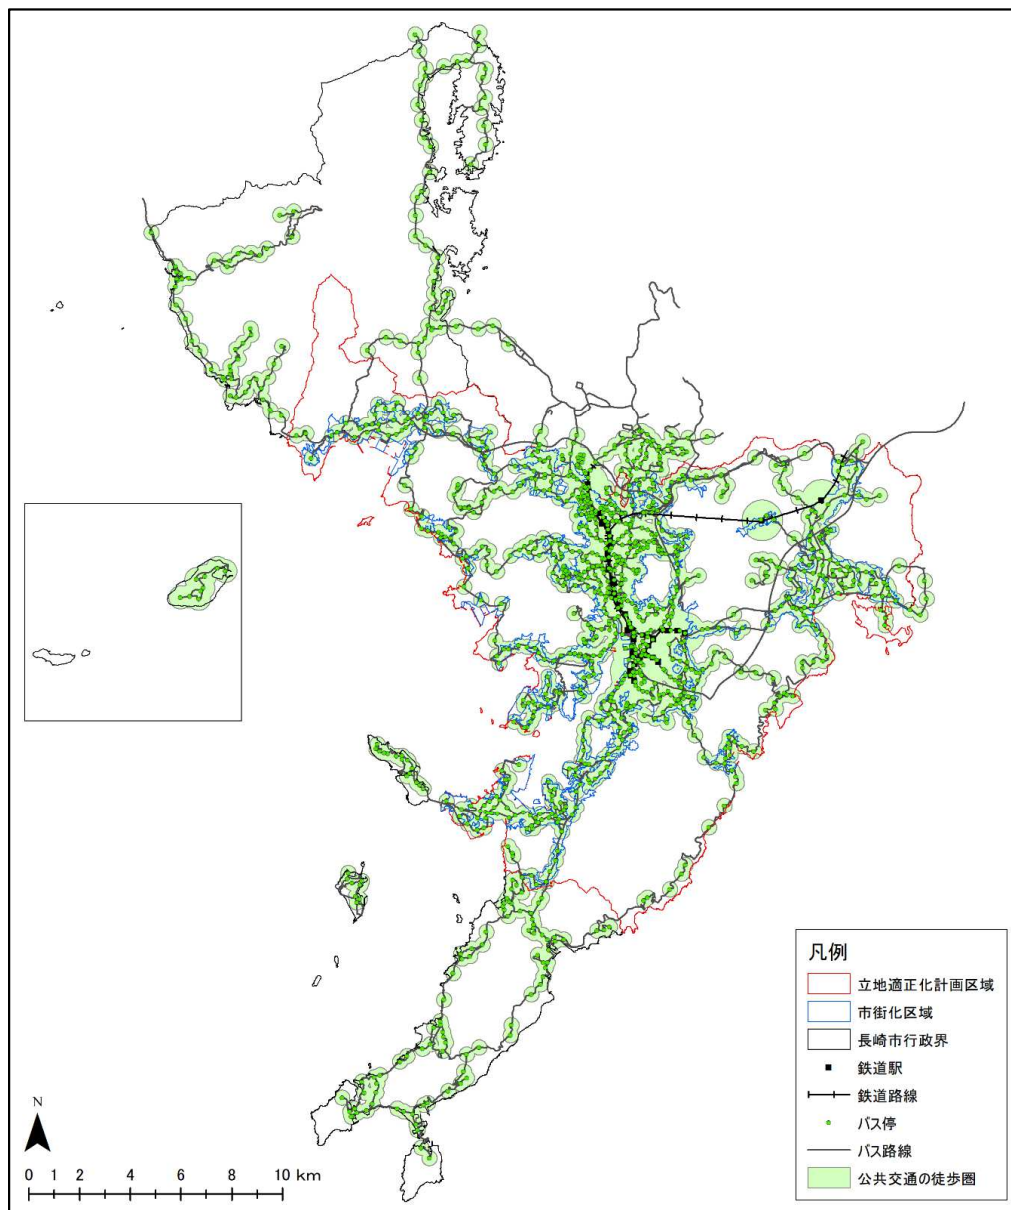 凡例
立地適正化計画区域
市街化区域
長崎市行政界
鉄道駅
鉄道路線
バス停
バス路線
公共交通の徒歩圏
N
0 1 2 4 6 8 10 km